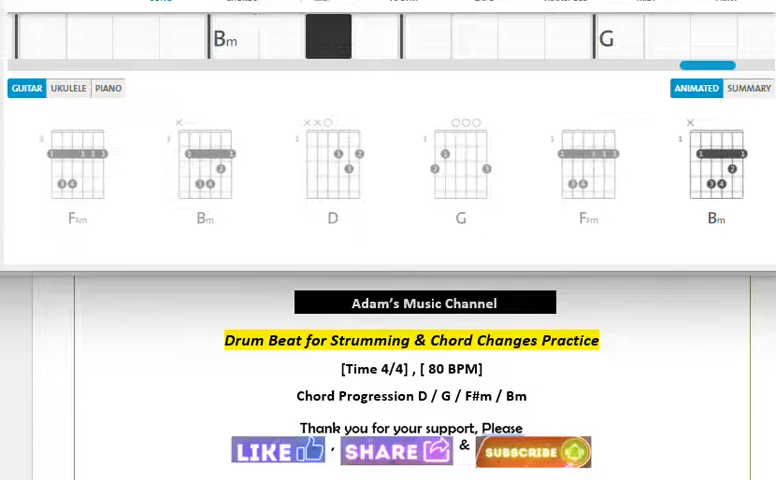 Bm G
GUITAR UKULELE PIANO ANIMATED SUMMARY
F#m Bm D G F#m Bm
Adam's Music Channel
Drum Beat for Strumming & Chord Changes Practice
[Time 4/4] , [ 80 BPM]
Chord Progression D / G / F#m / Bm
Thank you for your support, Please
LIKE , SHARE & SUBSCRIBE